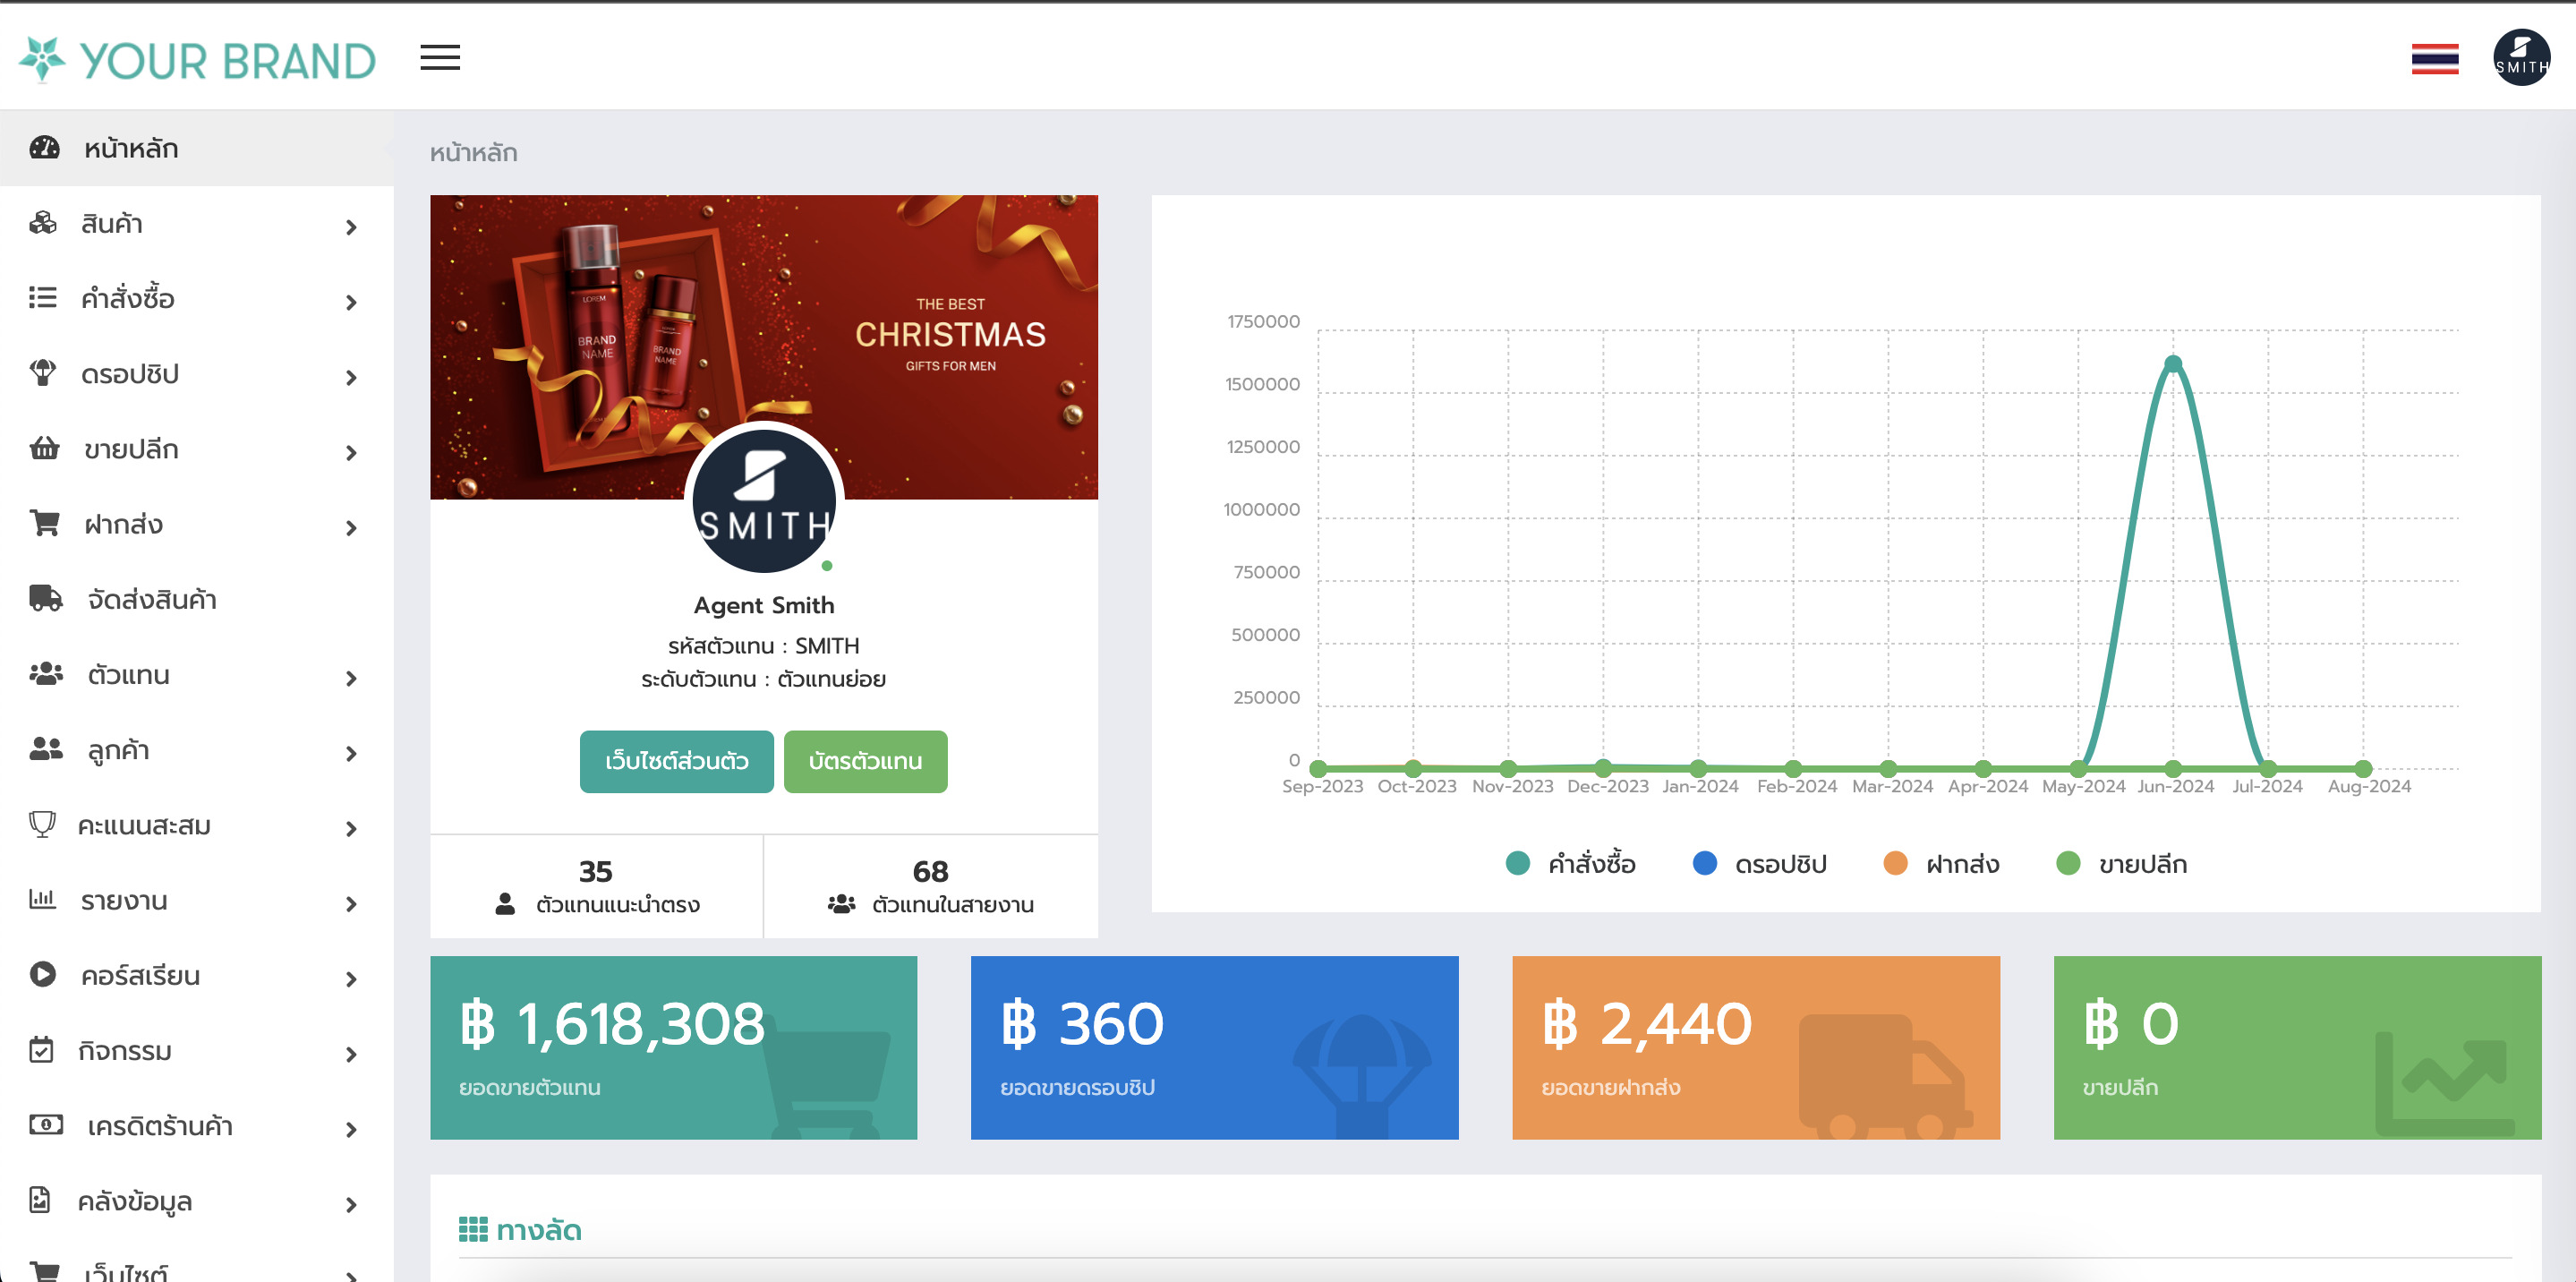 YOUR BRAND
SMITH
หน้าหลัก
สินค้า
คำสั่งซื้อ
ดรอปชิป
ขายปลีก
ฝากส่ง
จัดส่งสินค้า
ตัวแทน
ลูกค้า
คะแนนสะสม
รายงาน
คอร์สเรียน
กิจกรรม
เครดิตร้านค้า
คลังข้อมูล
เว็บไซต์
หน้าหลัก
LOREM
BRAND
NAME
BRAND
NAME
THE BEST
CHRISTMAS
GIFTS FOR MEN
SMITH
Agent Smith
รหัสตัวแทน : SMITH
ระดับตัวแทน : ตัวแทนย่อย
เว็บไซต์ส่วนตัว
บัตรตัวแทน
35
ตัวแทนแนะนำตรง
68
ตัวแทนในสายงาน
1750000
1500000
1250000
1000000
750000
500000
250000
0
Sep-2023 Oct-2023 Nov-2023 Dec-2023 Jan-2024 Feb-2024 Mar-2024 Apr-2024 May-2024 Jun-2024 Jul-2024 Aug-2024
คำสั่งซื้อ ดรอปชิป ฝากส่ง ขายปลีก
฿ 1,618,308
ยอดขายตัวแทน
฿ 360
ยอดขายดรอบชิป
฿ 2,440
ยอดขายฝากส่ง
฿ 0
ขายปลีก
ทางลัด